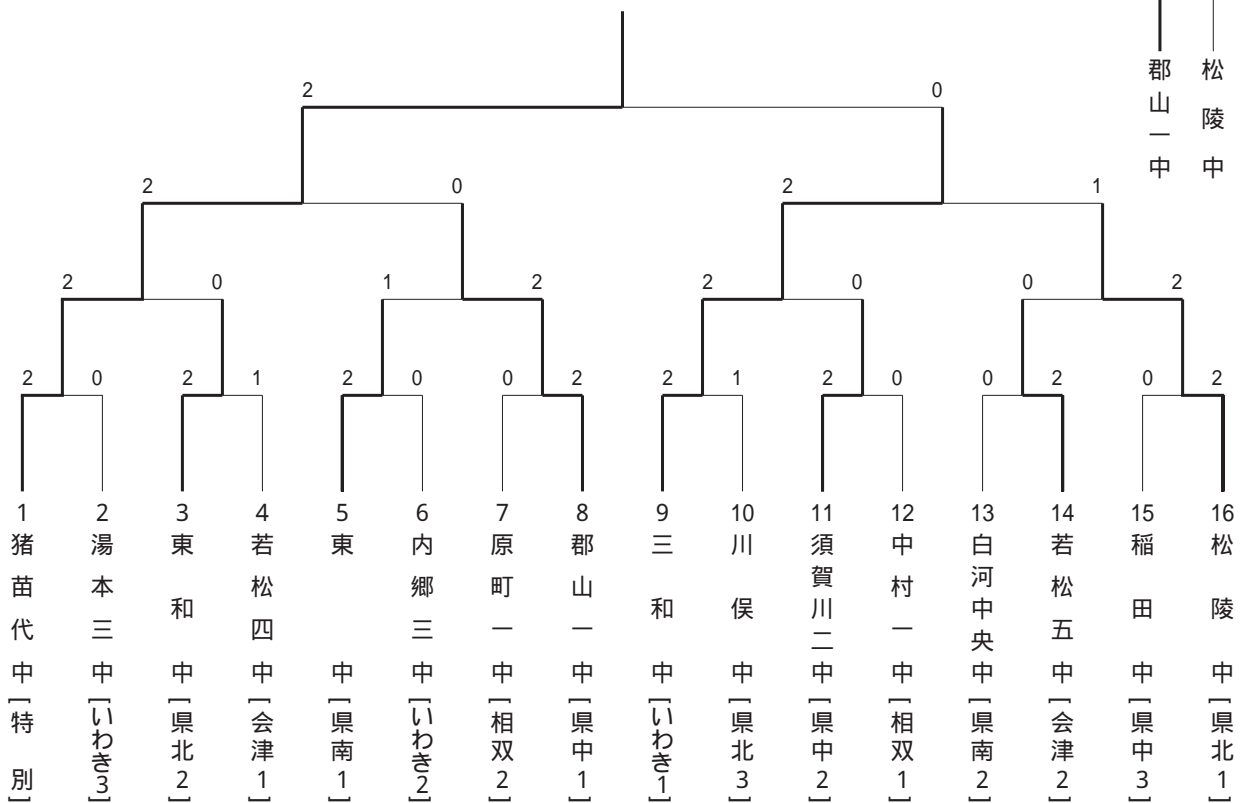 郡山一中
松陵中
2 0
2 0 2 1
2 0 1 2 2 0 0 2
2 0 2 1 2 0 0 2 2 1 2 0 0 2 0 2
1 猪苗代中[特別]
2 湯本三中[いわき3]
3 東和中[県北2]
4 若松四中[会津1]
5 東中[県南1]
6 内郷三中[いわき2]
7 原町一中[相双2]
8 郡山一中[県中1]
9 三和中[いわき1]
10 川俣中[県北3]
11 須賀川二中[県中2]
12 中村一中[相双1]
13 白河中央中[県南2]
14 若松五中[会津2]
15 稲田中[県中3]
16 松陵中[県北1]